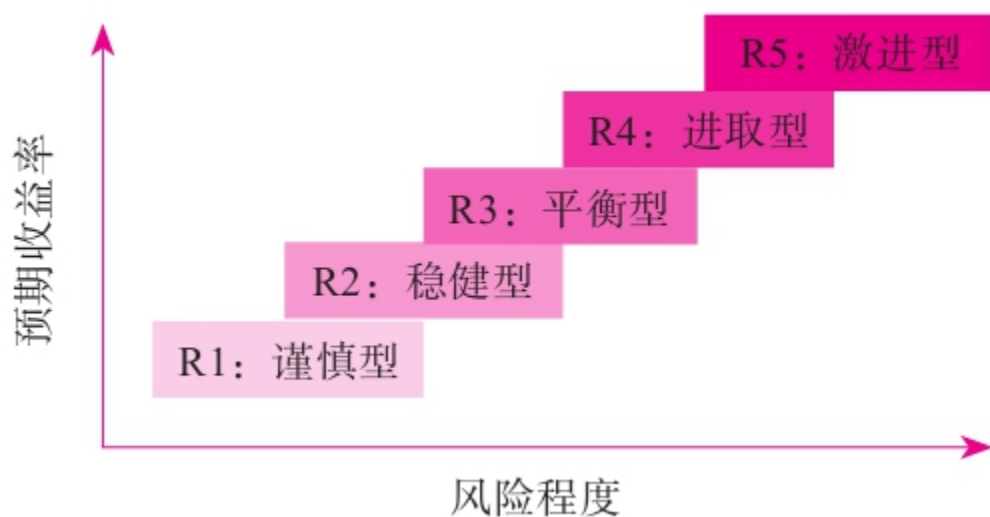 R5：激进型
R4：进取型
R3：平衡型
R2：稳健型
R1：谨慎型
预期收益率
风险程度